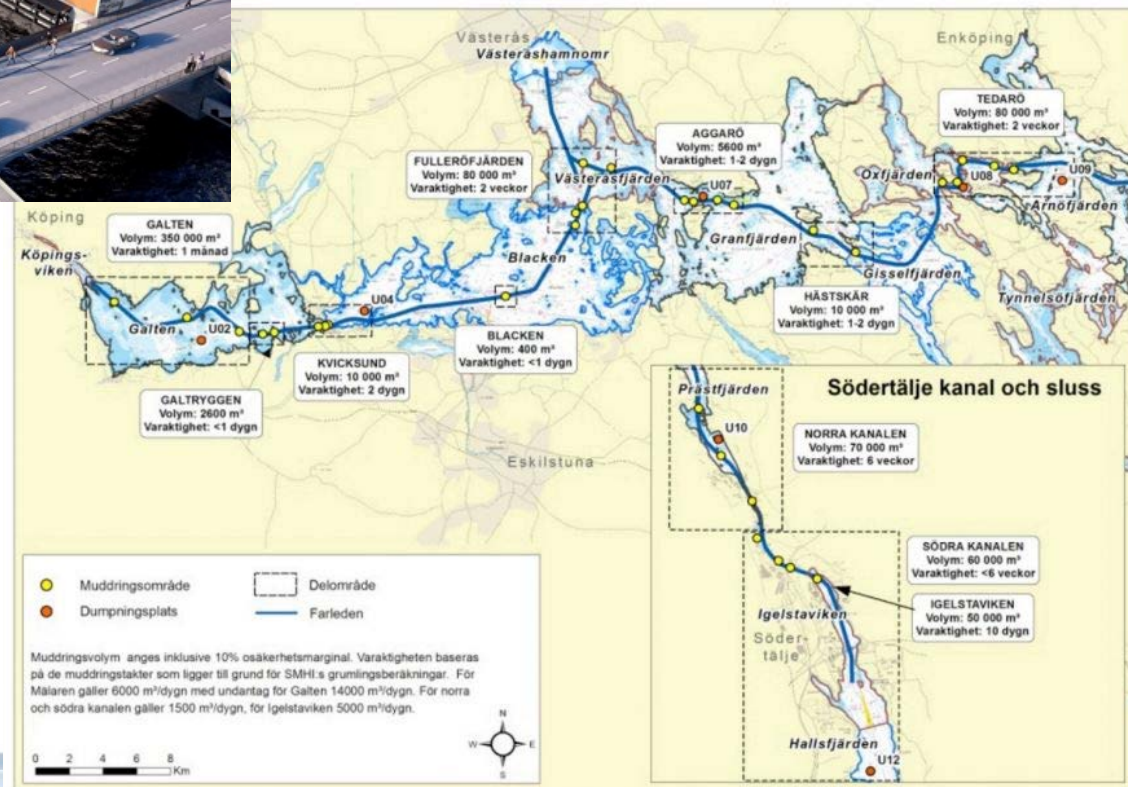 Västerås
Västeråshamnomr
Enköping
TEDARÖ
Volym: 80 000 m³
Varaktighet: 2 veckor
AGGARÖ
Volym: 5600 m³
Varaktighet: 1-2 dygn
FULLERÖFJÄRDEN
Volym: 80 000 m³
Varaktighet: 2 veckor
Västeråsfjärden
Oxfjärden
U07
U08
U09
Arnöfjärden
Köping
Köpings-
viken
GALTEN
Volym: 350 000 m³
Varaktighet: 1 månad
Granfjärden
Blacken
Gisselfjärden
Tynnelsöfjärden
U04
Galten
U02
HÄSTSKÄR
Volym: 10 000 m³
Varaktighet: 1-2 dygn
BLACKEN
Volym: 400 m³
Varaktighet: <1 dygn
KVICKSUND
Volym: 10 000 m³
Varaktighet: 2 dygn
GALTRYGGEN
Volym: 2600 m³
Varaktighet: <1 dygn
Eskilstuna
Södertälje kanal och sluss
Prästfjärden
U10
NORRA KANALEN
Volym: 70 000 m³
Varaktighet: 6 veckor
SÖDRA KANALEN
Volym: 60 000 m³
Varaktighet: <6 veckor
IGELSTAVIKEN
Volym: 50 000 m³
Varaktighet: 10 dygn
Igelstaviken
Söder-
tälje
Hallsfjärden
U12
Muddringsområde
Delområde
Dumpningsplats
Farleden
Muddringsvolym anges inklusive 10% osäkerhetsmarginal. Varaktigheten baseras
på de muddringstakter som ligger till grund för SMHI:s grumlingsberäkningar. För
Mälaren gäller 6000 m³/dygn med undantag för Galten 14000 m³/dygn. För norra
och södra kanalen gäller 1500 m³/dygn, för Igelstaviken 5000 m³/dygn.
N
W E
S
0 2 4 6 8
Km